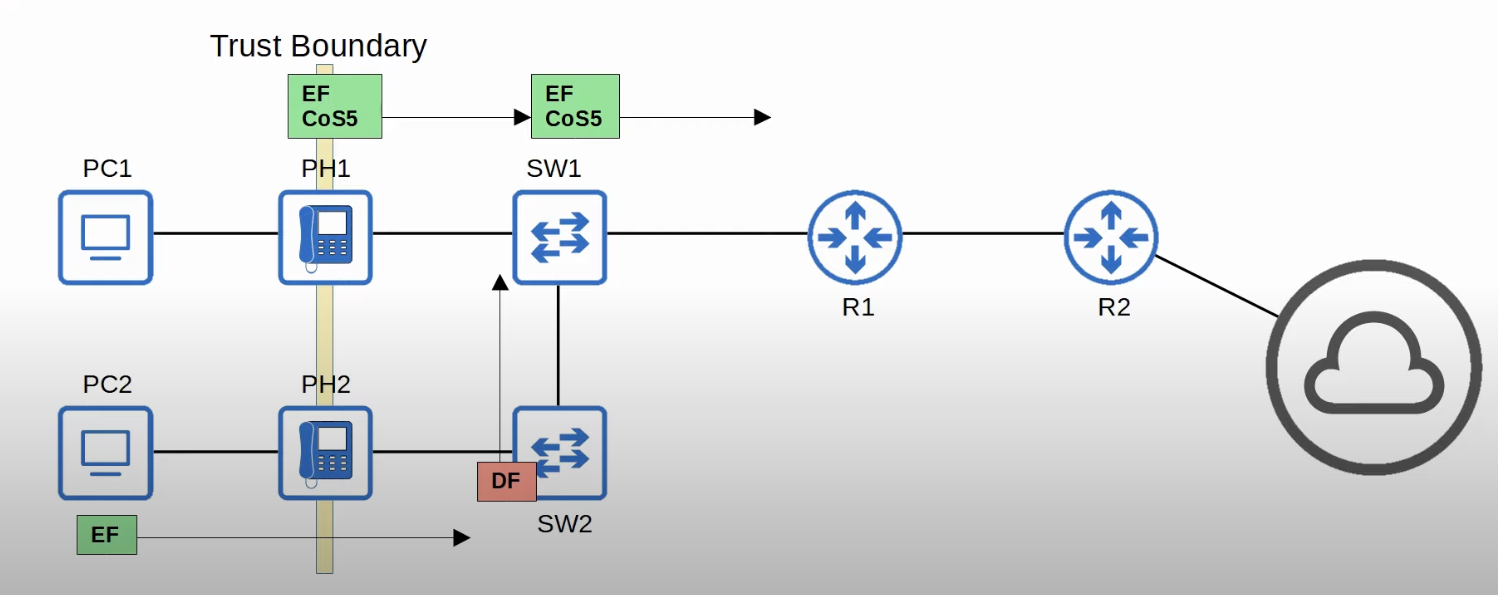 Trust Boundary
EF
CoS5
EF
CoS5
PC1
PH1
SW1
R1
R2
PC2
PH2
DF
SW2
EF